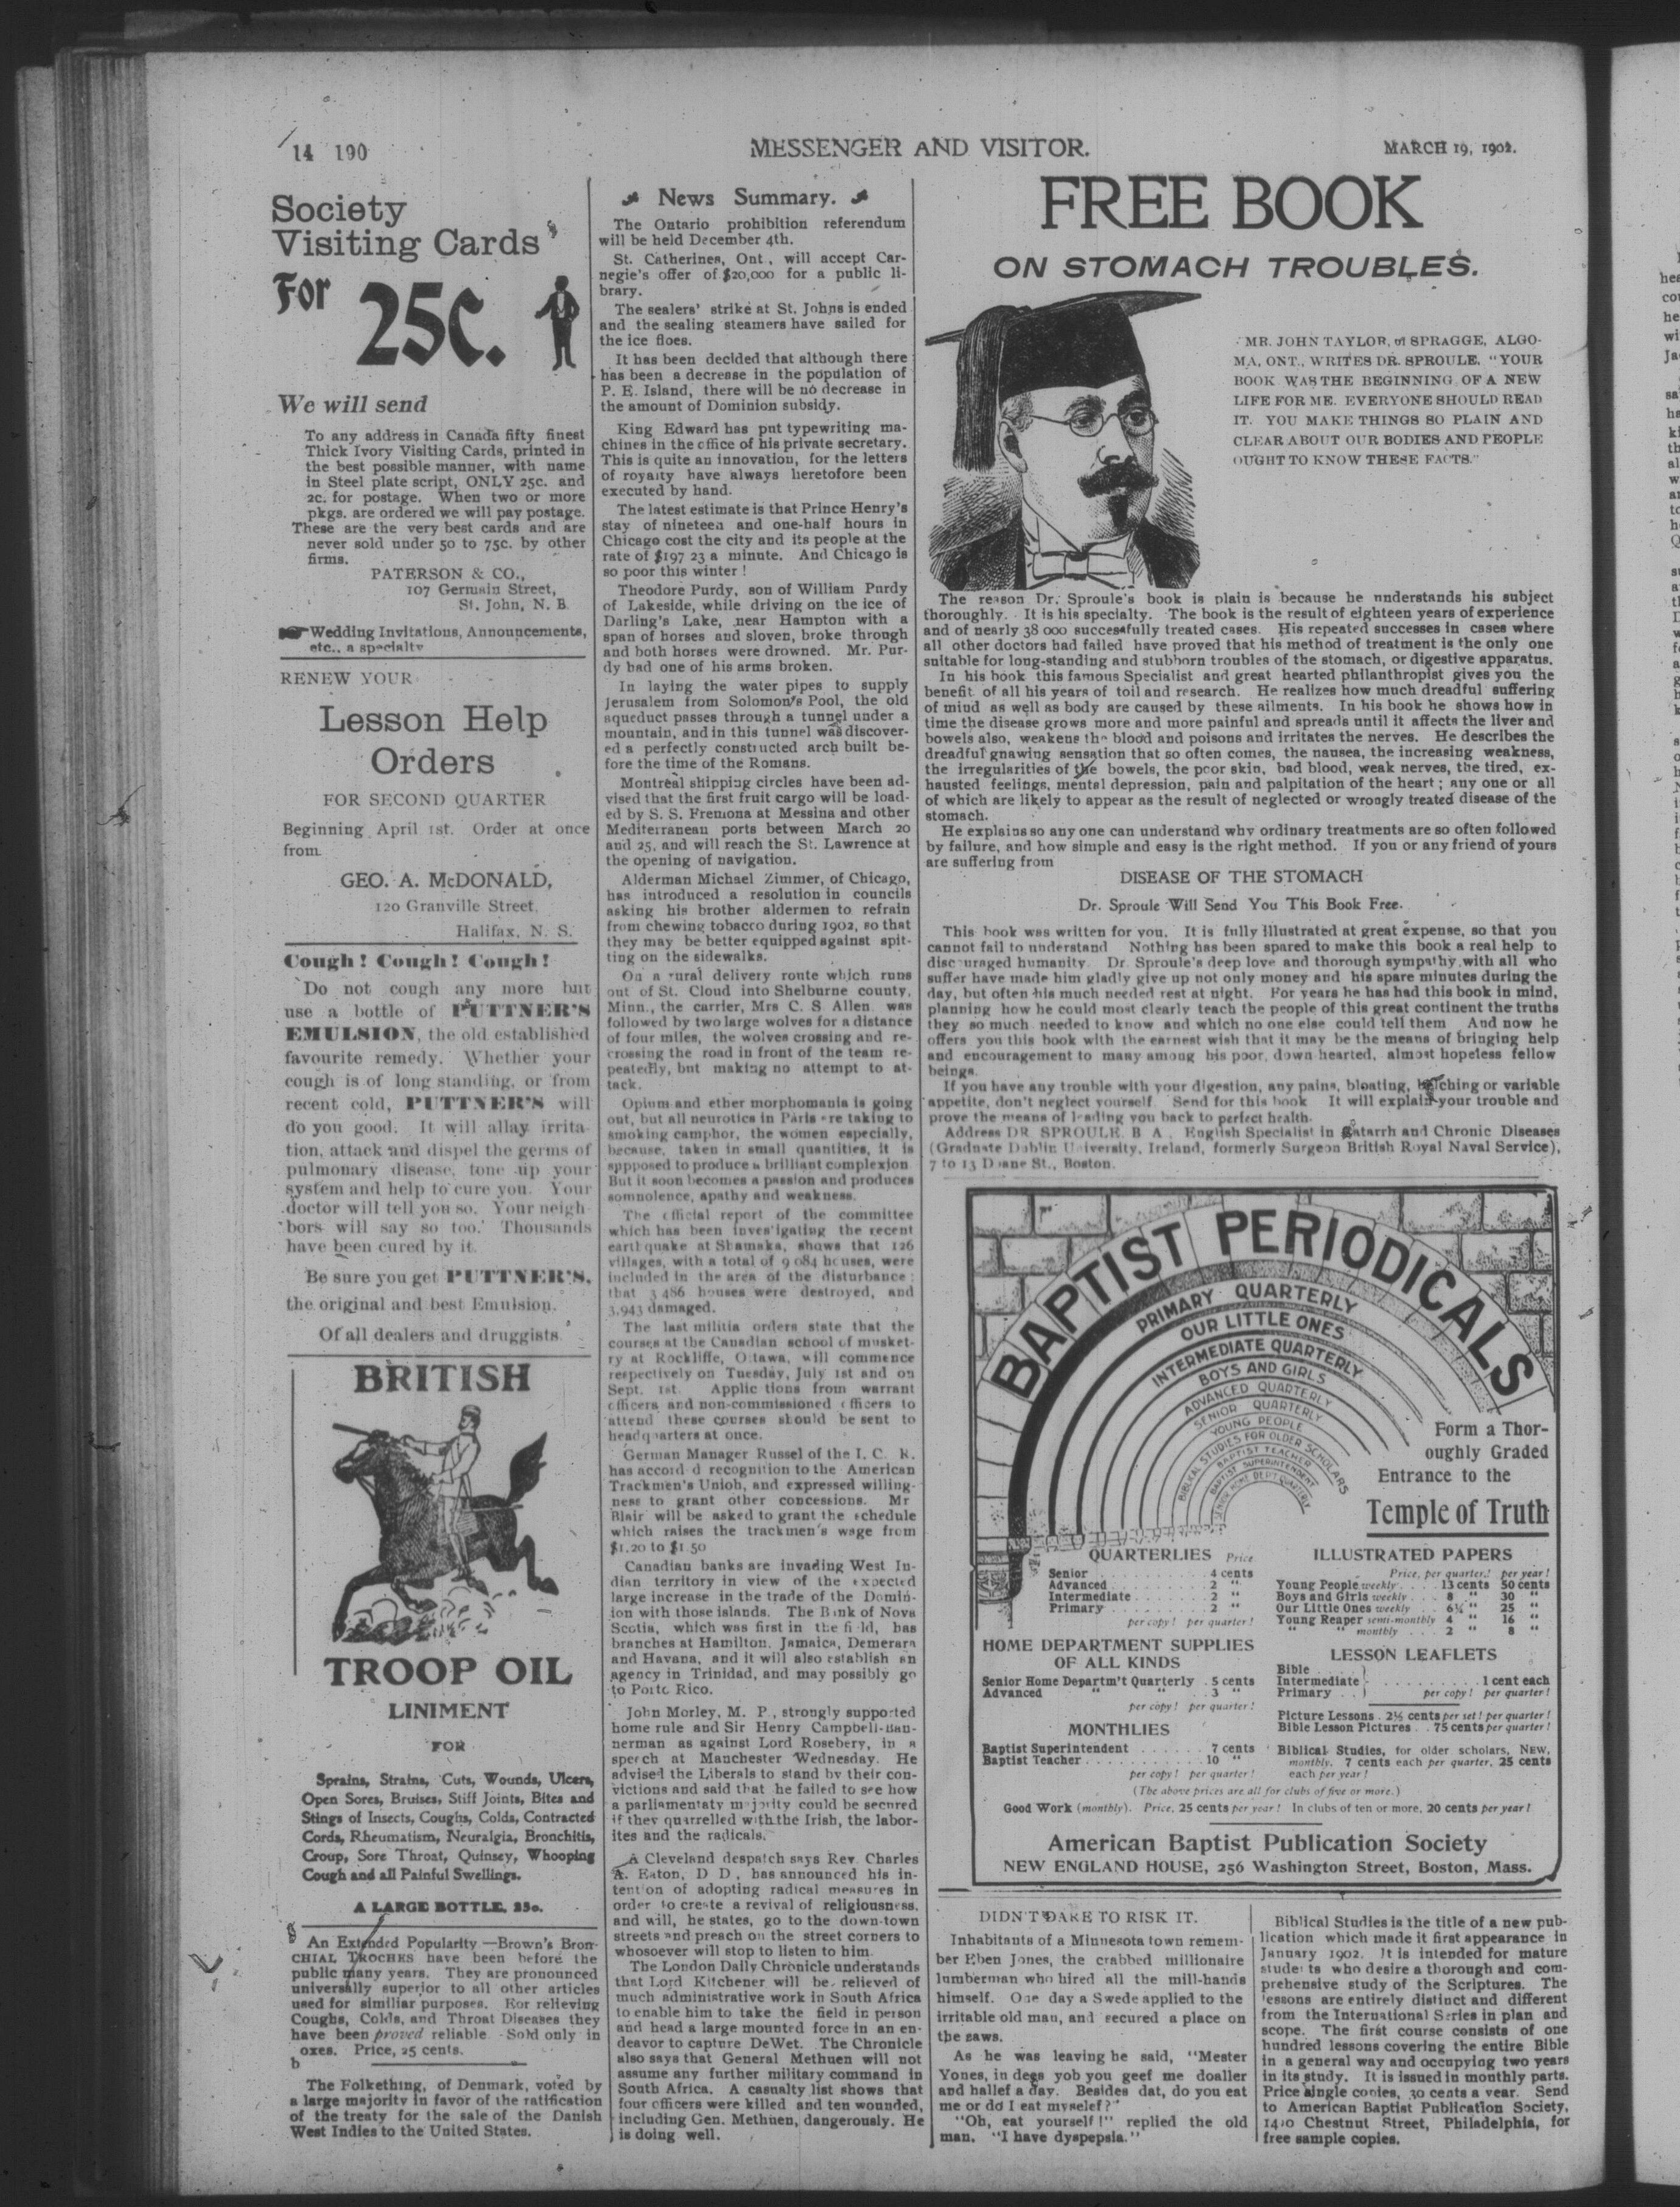 14 190
MESSENGER AND VISITOR.
MARCH 19, 1902.
Society
Visiting Cards
For
25c.
We will send
To any address in Canada fifty finest
Thick Ivory Visiting Cards, printed in
the best possible manner, with name
in Steel plate script, ONLY 25c. and
2c. for postage. When two or more
pkgs. are ordered we will pay postage.
These are the very best cards and are
never sold under 50 to 75c. by other
firms.
PATERSON & CO.,
107 Germain Street,
St. John, N. B
Wedding Invitations, Announcements,
etc., a specialty
RENEW YOUR
Lesson Help
Orders
FOR SECOND QUARTER
Beginning April 1st. Order at once
from
GEO. A. McDONALD,
120 Granville Street,
Halifax, N. S.
Cough! Cough! Cough!
Do not cough any more but
use a bottle of PUTTNER'S
EMULSION, the old established
favourite remedy. Whether your
cough is of long standing, or from
recent cold, PUTTNER'S will
do you good. It will allay irrita-
tion, attack and dispel the germs of
pulmonary disease, tone up your
system and help to cure you. Your
doctor will tell you so. Your neigh
bors will say so too. Thousands
have been cured by it.
Be sure you get PUTTNER'S,
the original and best Emulsion.
Of all dealers and druggists
BRITISH
TROOP OIL
LINIMENT
FOR
Sprains, Strains, Cuts, Wounds, Ulcers,
Open Sores, Bruises, Stiff Joints, Bites and
Stings of Insects, Coughs, Colds, Contracted
Cords, Rheumatism, Neuralgia, Bronchitis,
Croup, Sore Throat, Quinsey, Whooping
Cough and all Painful Swellings.
A LARGE BOTTLE, 25c.
An Extended Popularity —Brown's Bron-
CHIAL TROCHES have been before the
public many years. They are pronounced
universally superior to all other articles
used for similiar purposes. For relieving
Coughs, Colds, and Throat Diseases they
have been proved reliable Sold only in
oxes. Price, 25 cents.
b
The Folkething, of Denmark, voted by
a large majority in favor of the ratification
of the treaty for the sale of the Danish
West Indies to the United States.
News Summary.
The Ontario prohibition referendum
will be held December 4th.
St. Catherines, Ont, will accept Car-
negie's offer of $20,000 for a public li-
brary.
The sealers' strike at St. Johns is ended
and the sealing steamers have sailed for
the ice floes.
It has been decided that although there
has been a decrease in the population of
P. E. Island, there will be no decrease in
the amount of Dominion subsidy.
King Edward has pnt typewriting ma-
chines in the office of his private secretary.
This is quite an innovation, for the letters
of royalty have always heretofore been
executed by hand.
The latest estimate is that Prince Henry's
stay of nineteen and one-half hours in
Chicago cost the city and its people at the
rate of $197 23 a minute. And Chicago is
so poor this winter!
Theodore Purdy, son of William Purdy
of Lakeside, while driving on the ice of
Darling's Lake, near Hampton with a
span of horses and sloven, broke through
and both horses were drowned. Mr. Pur-
dy had one of his arms broken.
In laying the water pipes to supply
Jerusalem from Solomon's Pool, the old
aqueduct passes through a tunnel under a
mountain, and in this tunnel was discover-
ed a perfectly constructed arch built be-
fore the time of the Romans.
Montreal shipping circles have been ad-
vised that the first fruit cargo will be load-
ed by S. S. Fremona at Messina and other
Mediterranean ports between March 20
and 25, and will reach the St. Lawrence at
the opening of navigation.
Alderman Michael Zimmer, of Chicago,
has introduced a resolution in councils
asking his brother aldermen to refrain
from chewing tobacco during 1902, so that
they may be better equipped against spit-
ting on the sidewalks.
On a rural delivery route which runs
out of St. Cloud into Shelburne county,
Minn., the carrier, Mrs C. S Allen was
followed by two large wolves for a distance
of four miles, the wolves crossing and re-
crossing the road in front of the team re-
peatedly, but making no attempt to at-
tack.
Opium and ether morphomania is going
out, but all neurotics in Paris are taking to
smoking camphor, the women especially,
because, taken in small quantities, it is
sppposed to produce a brilliant complexion
But it soon becomes a passion and produces
somnolence, apathy and weakness.
The official report of the committee
which has been investigating the recent
earthquake at Shamaka, shows that 126
villages, with a total of 9 084 houses, were
included in the area of the disturbance;
that 3 486 houses were destroyed, and
3,943 damaged.
The last militia orders state that the
courses at the Canadian school of musket-
ry at Rockliffe, Ottawa, will commence
respectively on Tuesday, July 1st and on
Sept. 1st. Applic tions from warrant
officers and non-commissioned officers to
attend these courses should be sent to
headquarters at once.
German Manager Russel of the I. C. R.
has accord d recognition to the American
Trackmen's Union, and expressed willing-
ness to grant other concessions. Mr
Blair will be asked to grant the schedule
which raises the trackmen's wage from
$1.20 to $1 50
Canadian banks are invading West In-
dian territory in view of the expected
large increase in the trade of the Domin-
ion with those islands. The Bank of Nova
Scotia, which was first in the field, has
branches at Hamilton, Jamaica, Demerara
and Havana, and it will also establish an
agency in Trinidad, and may possibly go
to Porto Rico.
John Morley, M. P, strongly supported
home rule and Sir Henry Campbell-Ban-
nerman as against Lord Rosebery, in a
speech at Manchester Wednesday. He
advised the Liberals to stand by their con-
victions and said that he failed to see how
a parliamentaty majority could be secured
if they quarrelled with the Irish, the labor-
ites and the radicals.
A Cleveland despatch says Rev. Charles
A. Eaton, D D, has announced his in-
tention of adopting radical measures in
order to create a revival of religiousness,
and will, he states, go to the down-town
streets and preach on the street corners to
whosoever will stop to listen to him.
The London Daily Chronicle understands
that Lord Kitchener will be relieved of
much administrative work in South Africa
to enable him to take the field in person
and head a large mounted force in an en-
deavor to capture DeWet. The Chronicle
also says that General Methuen will not
assume any further military command in
South Africa. A casualty list shows that
four officers were killed and ten wounded,
including Gen. Methuen, dangerously. He
is doing well.
FREE BOOK
ON STOMACH TROUBLES.
MR. JOHN TAYLOR, of SPRAGGE, ALGO-
MA, ONT., WRITES DR. SPROULE. "YOUR
BOOK WAS THE BEGINNING OF A NEW
LIFE FOR ME. EVERYONE SHOULD READ
IT. YOU MAKE THINGS SO PLAIN AND
CLEAR ABOUT OUR BODIES AND PEOPLE
OUGHT TO KNOW THESE FACTS."
The reason Dr. Sproule's book is plain is because he understands his subject
thoroughly. It is his specialty. The book is the result of eighteen years of experience
and of nearly 38 000 successfully treated cases. His repeated successes in cases where
all other doctors had failed have proved that his method of treatment is the only one
suitable for long-standing and stubborn troubles of the stomach, or digestive apparatus.
In his book this famous Specialist and great hearted philanthropist gives you the
benefit of all his years of toil and research. He realizes how much dreadful suffering
of mind as well as body are caused by these ailments. In his book he shows how in
time the disease grows more and more painful and spreads until it affects the liver and
bowels also, weakens the blood and poisons and irritates the nerves. He describes the
dreadful gnawing sensation that so often comes, the nausea, the increasing weakness,
the irregularities of the bowels, the poor skin, bad blood, weak nerves, the tired, ex-
hausted feelings, mental depression, pain and palpitation of the heart; any one or all
of which are likely to appear as the result of neglected or wrongly treated disease of the
stomach.
He explains so any one can understand why ordinary treatments are so often followed
by failure, and how simple and easy is the right method. If you or any friend of yours
are suffering from
DISEASE OF THE STOMACH
Dr. Sproule Will Send You This Book Free.
This book was written for you. It is fully illustrated at great expense, so that you
cannot fail to understand Nothing has been spared to make this book a real help to
disc uraged humanity. Dr. Sproule's deep love and thorough sympathy with all who
suffer have made him gladly give up not only money and his spare minutes during the
day, but often his much needed rest at night. For years he has had this book in mind,
planning how he could most clearly teach the people of this great continent the truths
they so much needed to know and which no one else could tell them And now he
offers you this book with the earnest wish that it may be the means of bringing help
and encouragement to many among his poor, down hearted, almost hopeless fellow
beings.
If you have any trouble with your digestion, any pains, bloating, belching or variable
appetite, don't neglect yourself. Send for this book It will explain your trouble and
prove the means of leading you back to perfect health.
Address DR. SPROULE, B A, English Specialist in Catarrh and Chronic Diseases
(Graduate Dublin University, Ireland, formerly Surgeon British Royal Naval Service),
7 to 13 Doane St., Boston.
BAPTIST PERIODICALS
PRIMARY QUARTERLY
OUR LITTLE ONES
INTERMEDIATE QUARTERLY
BOYS AND GIRLS
ADVANCED QUARTERLY
SENIOR QUARTERLY
YOUNG PEOPLE
BIBLICAL STUDIES FOR OLDER SCHOLARS
BAPTIST TEACHER
BAPTIST SUPERINTENDENT
SENIOR HOME DEPT QUARTERLY
Form a Thor-
oughly Graded
Entrance to the
Temple of Truth
QUARTERLIES Price
Senior . . . 4 cents
Advanced . . . 2 "
Intermediate . . . 2 "
Primary . . . 2 "
per copy! per quarter!
HOME DEPARTMENT SUPPLIES
OF ALL KINDS
Senior Home Departm't Quarterly . 5 cents
Advanced " " . 3 "
per copy! per quarter!
MONTHLIES
Baptist Superintendent . . . 7 cents
Baptist Teacher . . . 10 "
per copy! per quarter!
ILLUSTRATED PAPERS
Price, per quarter! per year!
Young People weekly . . . 13 cents 50 cents
Boys and Girls weekly . . . 8 " 30 "
Our Little Ones weekly . . 6¼ " 25 "
Young Reaper semi-monthly 4 " 16 "
" " monthly . . . 2 " 8 "
LESSON LEAFLETS
Bible
Intermediate . . . 1 cent each
Primary . . per copy! per quarter!
Picture Lessons . 2½ cents per set! per quarter!
Bible Lesson Pictures . . 75 cents per quarter!
Biblical Studies, for older scholars, NEW,
monthly, 7 cents each per quarter, 25 cents
each per year!
(The above prices are all for clubs of five or more.)
Good Work (monthly). Price, 25 cents per year! In clubs of ten or more, 20 cents per year!
American Baptist Publication Society
NEW ENGLAND HOUSE, 256 Washington Street, Boston, Mass.
DIDN'T DARE TO RISK IT.
Inhabitants of a Minnesota town remem-
ber Eben Jones, the crabbed millionaire
lumberman who hired all the mill-hands
himself. One day a Swede applied to the
irritable old man, and secured a place on
the saws.
As he was leaving he said, "Mester
Yones, in dees yob you geef me doaller
and hallef a day. Besides dat, do you eat
me or do I eat myselef?"
"Oh, eat yourself!" replied the old
man. "I have dyspepsia."
Biblical Studies is the title of a new pub-
lication which made it first appearance in
January 1902. It is intended for mature
students who desire a thorough and com-
prehensive study of the Scriptures. The
lessons are entirely distinct and different
from the International Series in plan and
scope. The first course consists of one
hundred lessons covering the entire Bible
in a general way and occupying two years
in its study. It is issued in monthly parts.
Price single copies, 30 cents a year. Send
to American Baptist Publication Society,
1420 Chestnut Street, Philadelphia, for
free sample copies.